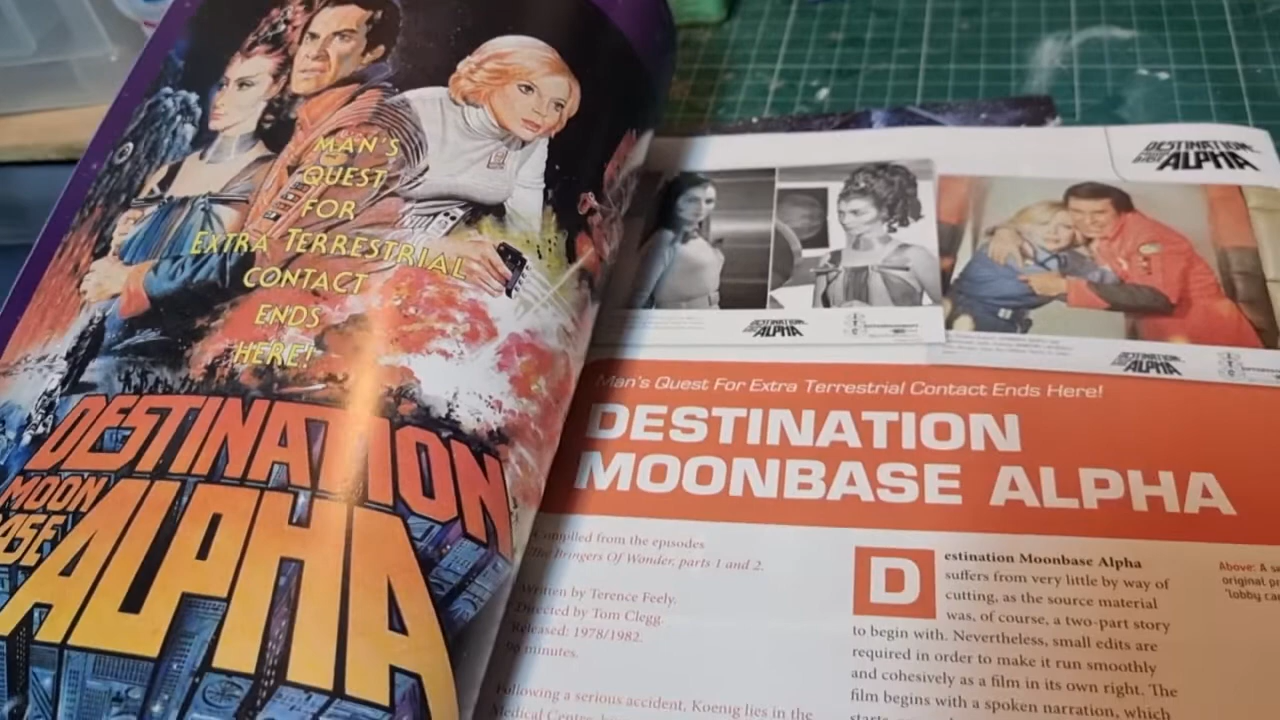 MAN'S
QUEST
FOR
EXTRA TERRESTRIAL
CONTACT
ENDS
HERE!
DESTINATION
MOON
BASE
ALPHA
DESTINATION
ALPHA
DESTINATION
ALPHA
DESTINATION
ALPHA
Man's Quest For Extra Terrestrial Contact Ends Here!
DESTINATION
MOONBASE ALPHA
Compiled from the episodes
The Bringers Of Wonder, parts 1 and 2.
Written by Terence Feely.
Directed by Tom Clegg.
Released: 1978/1982.
minutes.
Following a serious accident, Koenig lies in the
Medical Centre,
Destination Moonbase Alpha
suffers from very little by way of
cutting, as the source material
was, of course, a two-part story
to begin with. Nevertheless, small edits are
required in order to make it run smoothly
and cohesively as a film in its own right. The
film begins with a spoken narration, which
Above: A
original
'lobby